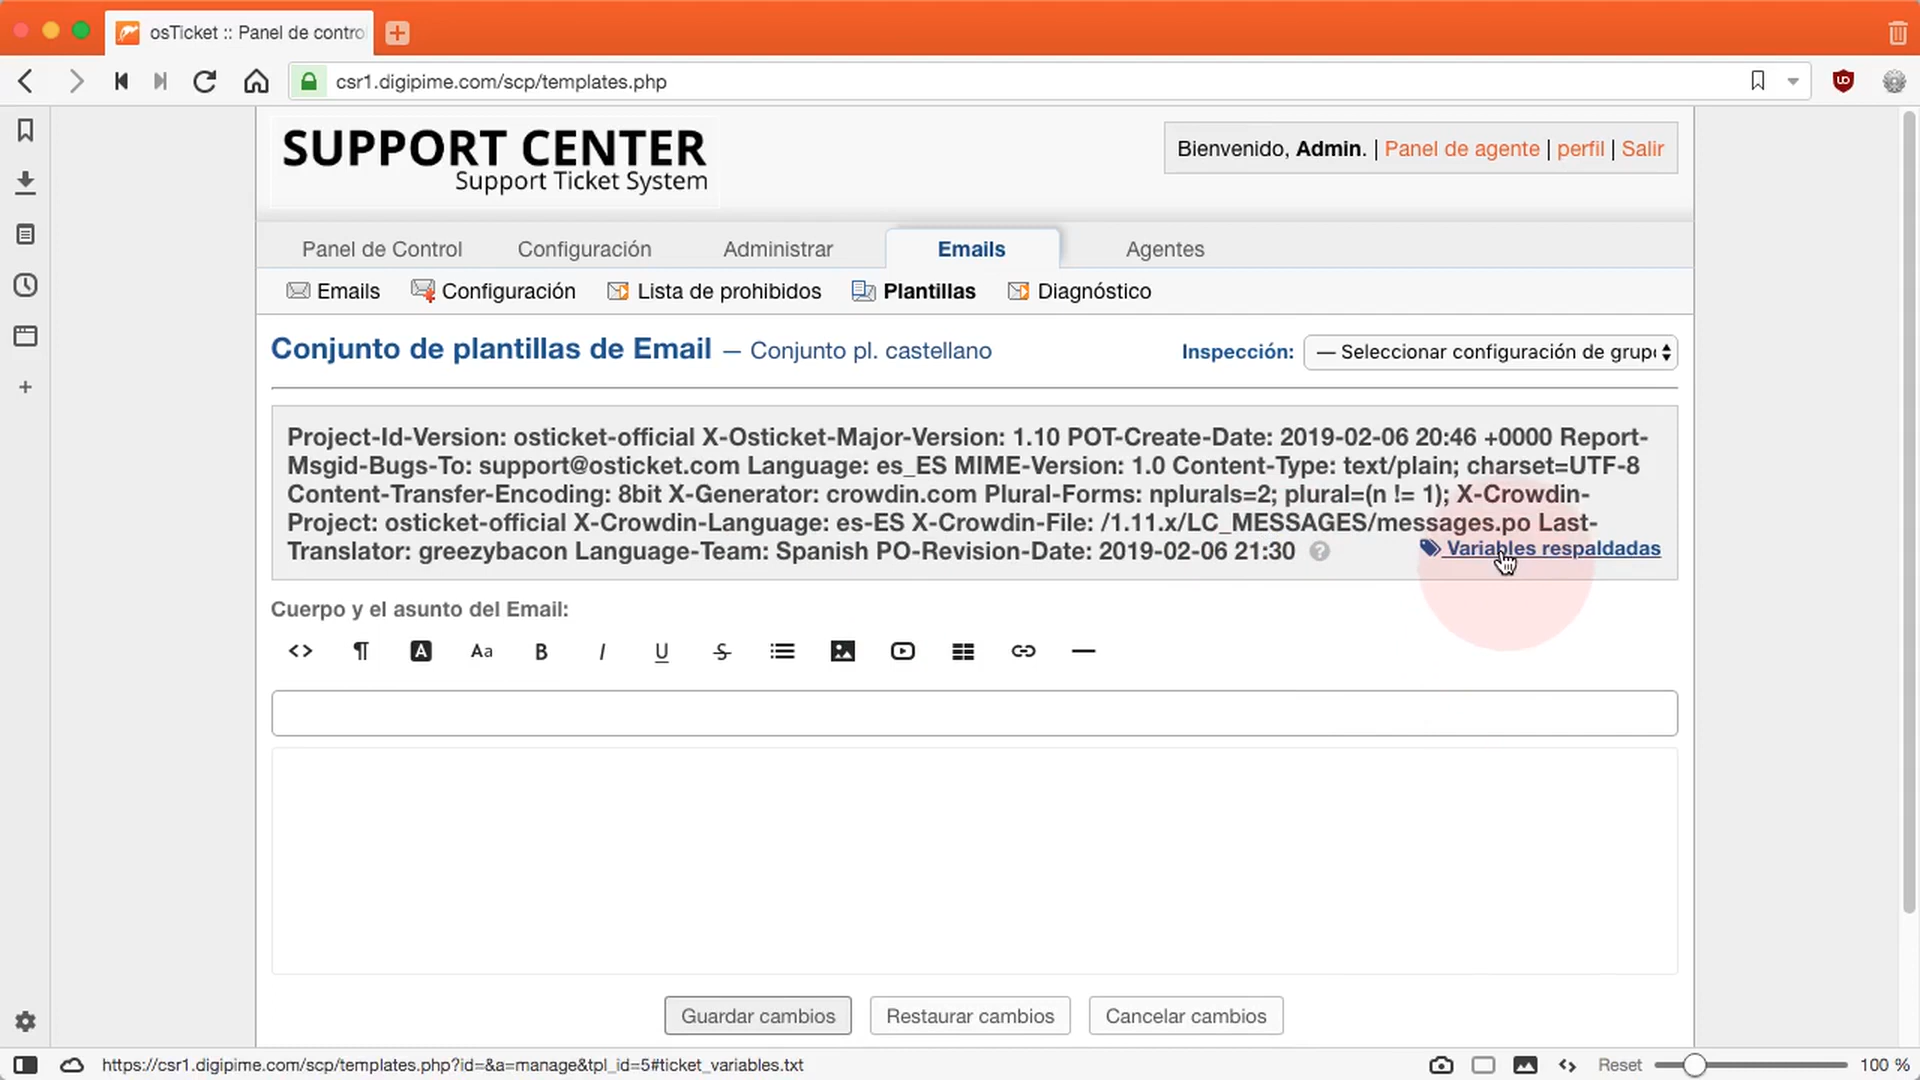 osTicket :: Panel de contro
csr1.digipime.com/scp/templates.php
SUPPORT CENTER
Support Ticket System
Bienvenido, Admin. | Panel de agente | perfil | Salir
Panel de Control Configuración Administrar Emails Agentes
Emails Configuración Lista de prohibidos Plantillas Diagnóstico
Conjunto de plantillas de Email — Conjunto pl. castellano
Inspección: — Seleccionar configuración de grupo
Project-Id-Version: osticket-official X-Osticket-Major-Version: 1.10 POT-Create-Date: 2019-02-06 20:46 +0000 Report-
Msgid-Bugs-To: support@osticket.com Language: es_ES MIME-Version: 1.0 Content-Type: text/plain; charset=UTF-8
Content-Transfer-Encoding: 8bit X-Generator: crowdin.com Plural-Forms: nplurals=2; plural=(n != 1); X-Crowdin-
Project: osticket-official X-Crowdin-Language: es-ES X-Crowdin-File: /1.11.x/LC_MESSAGES/messages.po Last-
Translator: greezybacon Language-Team: Spanish PO-Revision-Date: 2019-02-06 21:30 ?
Variables respaldadas
Cuerpo y el asunto del Email:
<> ¶ A Aa B I U S
Guardar cambios Restaurar cambios Cancelar cambios
https://csr1.digipime.com/scp/templates.php?id=&a=manage&tpl_id=5#ticket_variables.txt
Reset 100 %